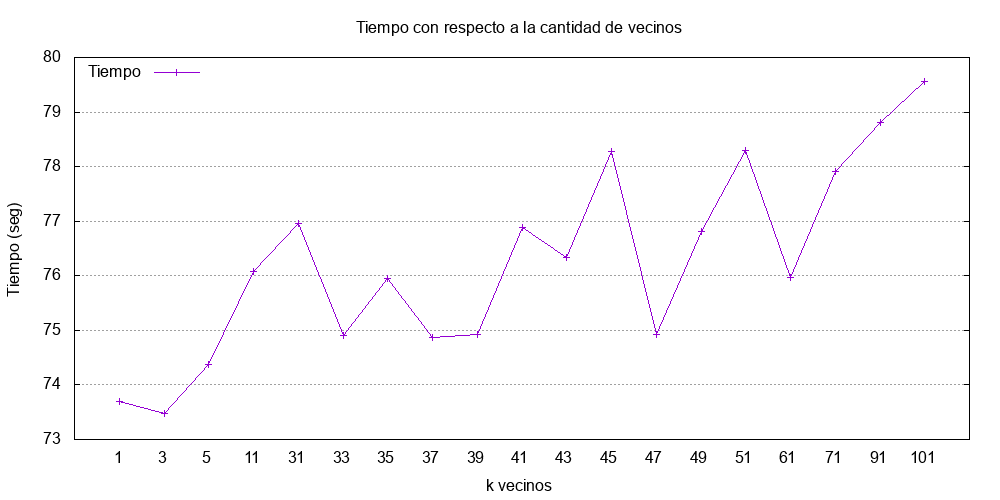 Tiempo con respecto a la cantidad de vecinos
80
Tiempo
79
78
77
76
75
74
73
Tiempo (seg)
1 3 5 11 31 33 35 37 39 41 43 45 47 49 51 61 71 91 101
k vecinos